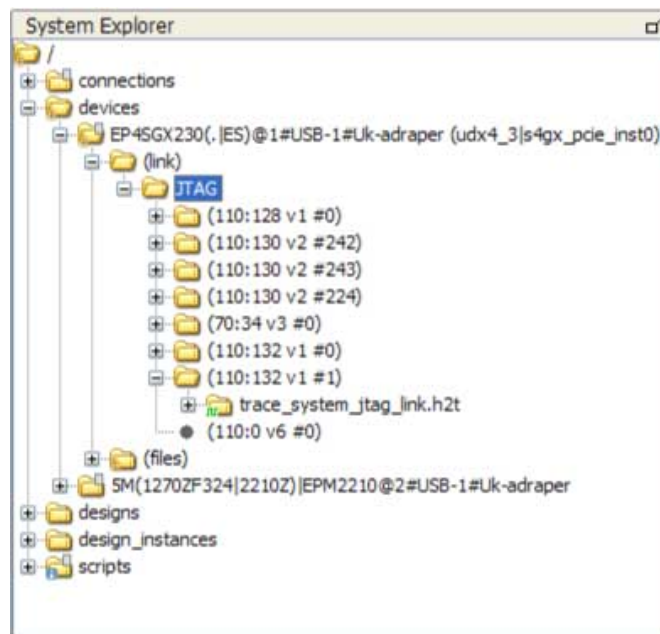 System Explorer
/
connections
devices
EP4SGX230(.|ES)@1#USB-1#Uk-adraper (udx4_3|s4gx_pcie_inst0)
(link)
JTAG
(110:128 v1 #0)
(110:130 v2 #242)
(110:130 v2 #243)
(110:130 v2 #224)
(70:34 v3 #0)
(110:132 v1 #0)
(110:132 v1 #1)
trace_system_jtag_link.h2t
(110:0 v6 #0)
(files)
5M(1270ZF324|2210Z)|EPM2210@2#USB-1#Uk-adraper
designs
design_instances
scripts